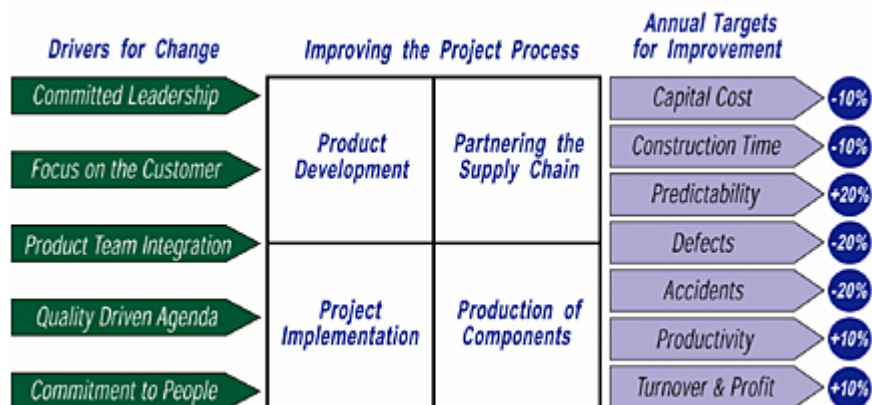 Drivers for Change
Committed Leadership
Focus on the Customer
Product Team Integration
Quality Driven Agenda
Commitment to People
Improving the Project Process
Product
Development
Partnering the
Supply Chain
Project
Implementation
Production of
Components
Annual Targets
for Improvement
Capital Cost -10%
Construction Time -10%
Predictability +20%
Defects -20%
Accidents -20%
Productivity +10%
Turnover & Profit +10%